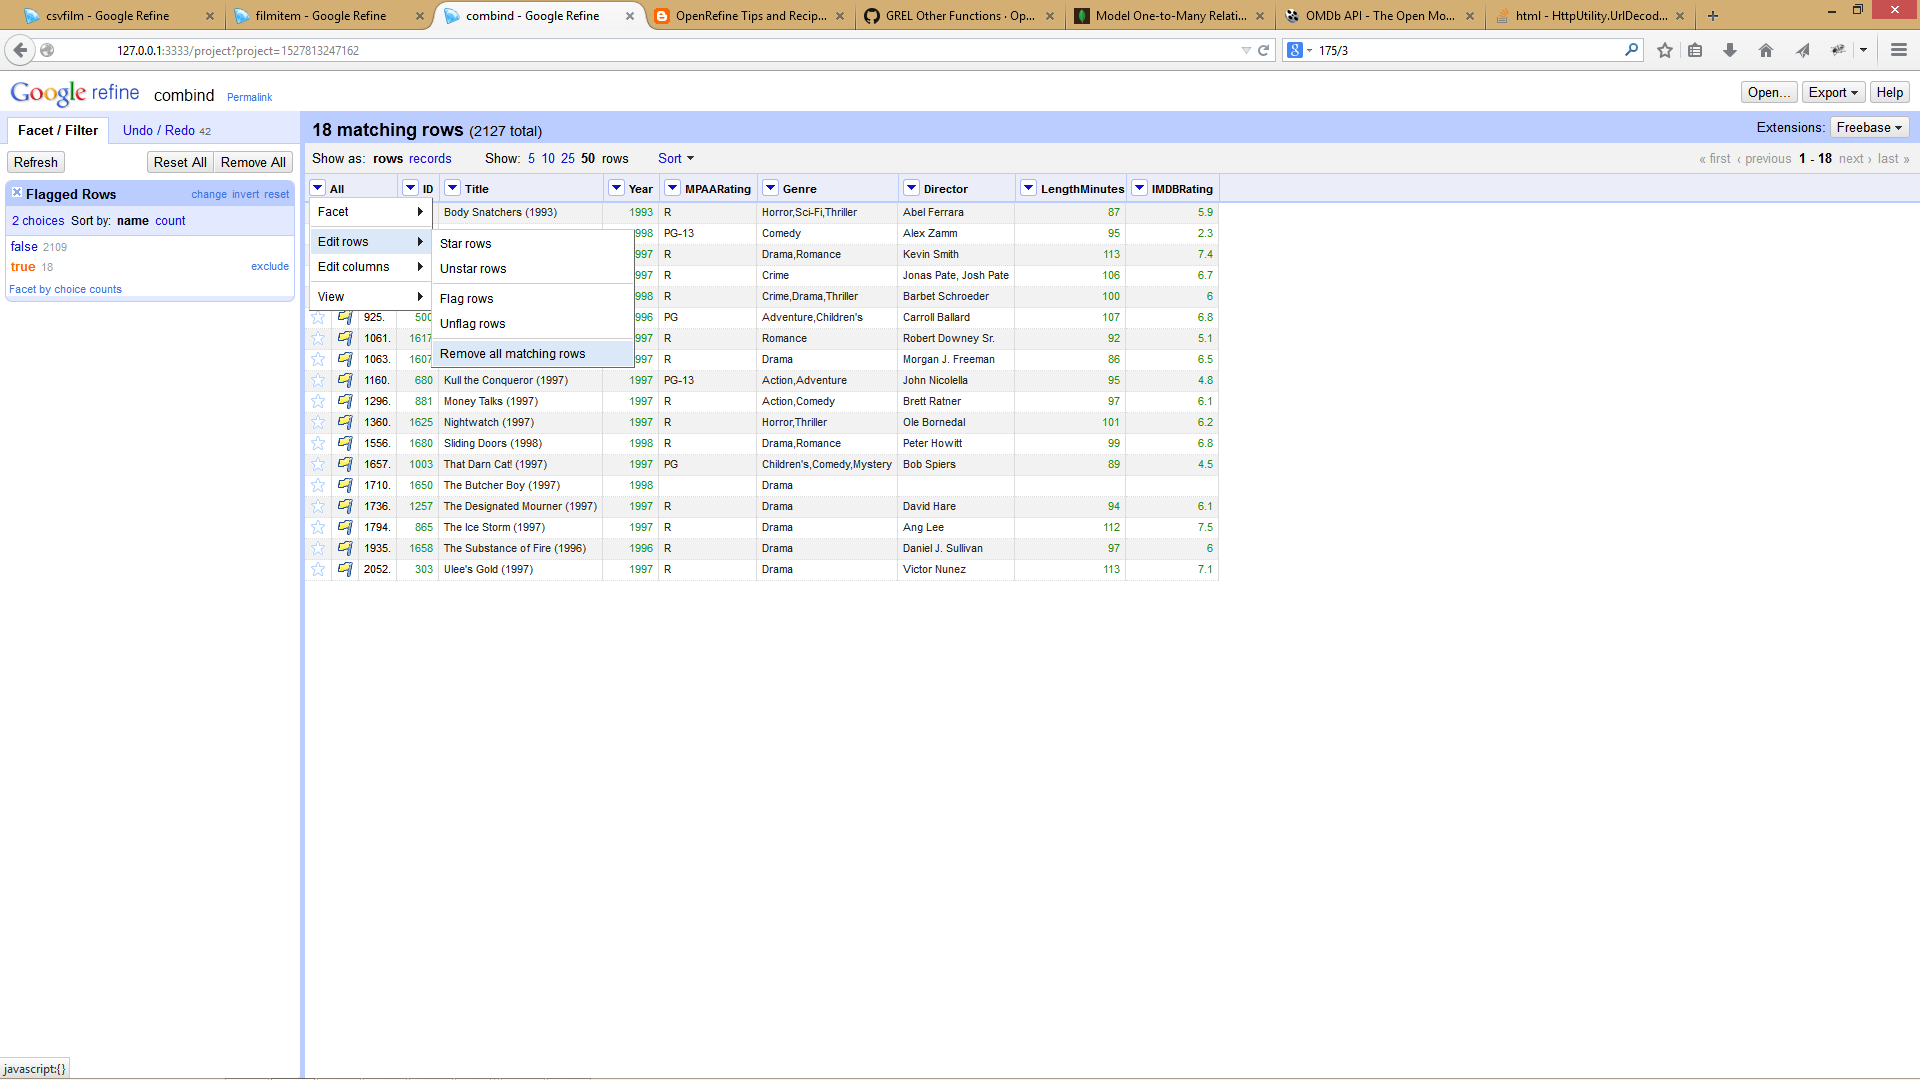 csvfilm - Google Refine
filmitem - Google Refine
combind - Google Refine
OpenRefine Tips and Recip...
GREL Other Functions · Op...
Model One-to-Many Relati...
OMDb API - The Open Mo...
html - HttpUtility.UrlDecod...
127.0.0.1:3333/project?project=1527813247162
175/3
Google refine combind Permalink
Open... Export Help
Facet / Filter Undo / Redo 42
18 matching rows (2127 total)
Extensions: Freebase
Refresh Reset All Remove All
Show as: rows records Show: 5 10 25 50 rows Sort
« first ‹ previous 1 - 18 next › last »
Flagged Rows change invert reset
2 choices Sort by: name count
false 2109
true 18 exclude
Facet by choice counts
All ID Title Year MPAARating Genre Director LengthMinutes IMDBRating
Facet
Edit rows
Edit columns
View
Star rows
Unstar rows
Flag rows
Unflag rows
Remove all matching rows
Body Snatchers (1993) 1993 R Horror,Sci-Fi,Thriller Abel Ferrara 87 5.9
998 PG-13 Comedy Alex Zamm 95 2.3
997 R Drama,Romance Kevin Smith 113 7.4
997 R Crime Jonas Pate, Josh Pate 106 6.7
998 R Crime,Drama,Thriller Barbet Schroeder 100 6
925. 500 996 PG Adventure,Children's Carroll Ballard 107 6.8
1061. 1617 997 R Romance Robert Downey Sr. 92 5.1
1063. 1607 997 R Drama Morgan J. Freeman 86 6.5
1160. 680 Kull the Conqueror (1997) 1997 PG-13 Action,Adventure John Nicolella 95 4.8
1296. 881 Money Talks (1997) 1997 R Action,Comedy Brett Ratner 97 6.1
1360. 1625 Nightwatch (1997) 1997 R Horror,Thriller Ole Bornedal 101 6.2
1556. 1680 Sliding Doors (1998) 1998 R Drama,Romance Peter Howitt 99 6.8
1657. 1003 That Darn Cat! (1997) 1997 PG Children's,Comedy,Mystery Bob Spiers 89 4.5
1710. 1650 The Butcher Boy (1997) 1998 Drama
1736. 1257 The Designated Mourner (1997) 1997 R Drama David Hare 94 6.1
1794. 865 The Ice Storm (1997) 1997 R Drama Ang Lee 112 7.5
1935. 1658 The Substance of Fire (1996) 1996 R Drama Daniel J. Sullivan 97 6
2052. 303 Ulee's Gold (1997) 1997 R Drama Victor Nunez 113 7.1
javascript:{}